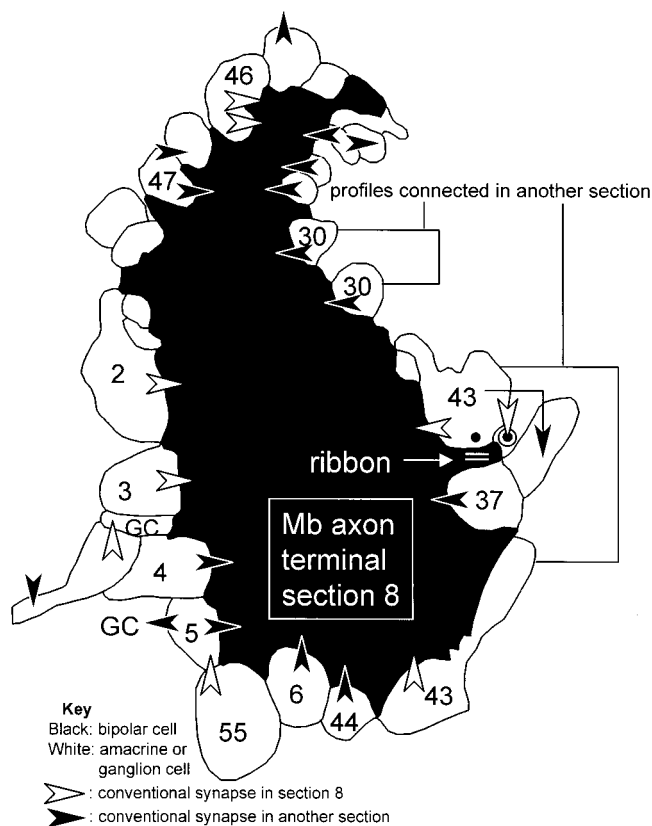 46
47
profiles connected in another section
30
30
2
43
ribbon
3
37
GC
Mb axon
terminal
section 8
4
GC
5
6
44
43
55
Key
Black: bipolar cell
White: amacrine or
ganglion cell
: conventional synapse in section 8
: conventional synapse in another section